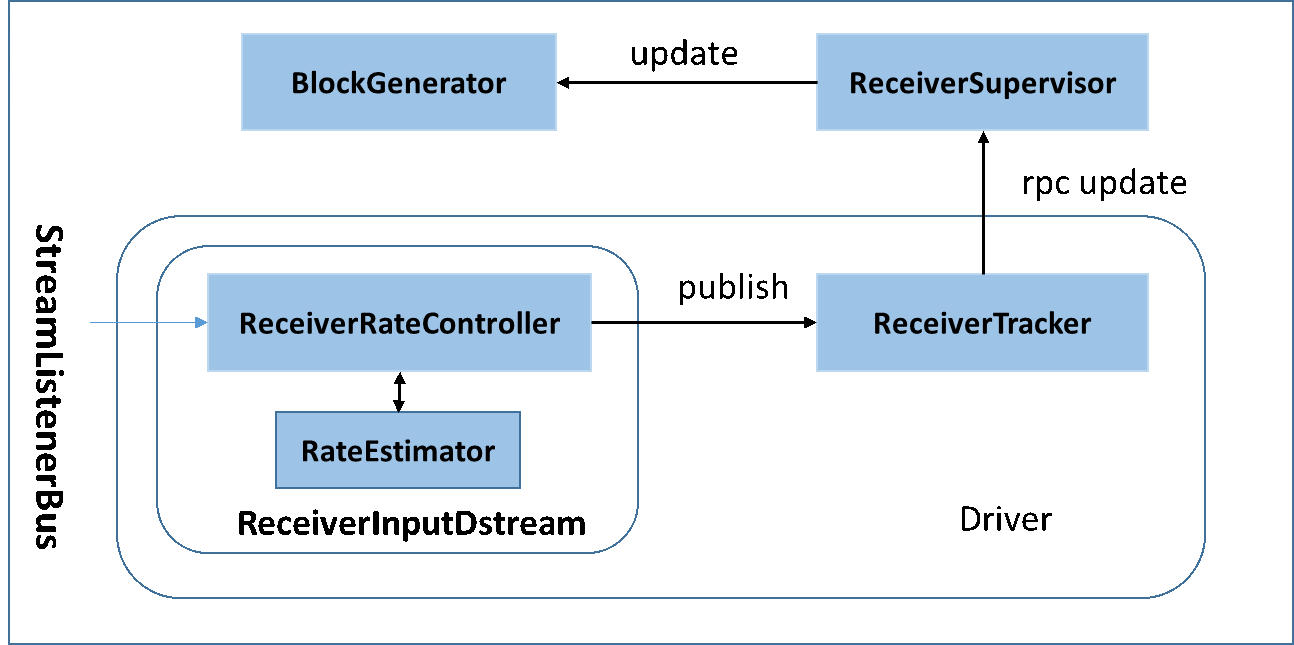 BlockGenerator
update
ReceiverSupervisor
rpc update
StreamListenerBus
ReceiverRateController
publish
ReceiverTracker
RateEstimator
ReceiverInputDstream
Driver